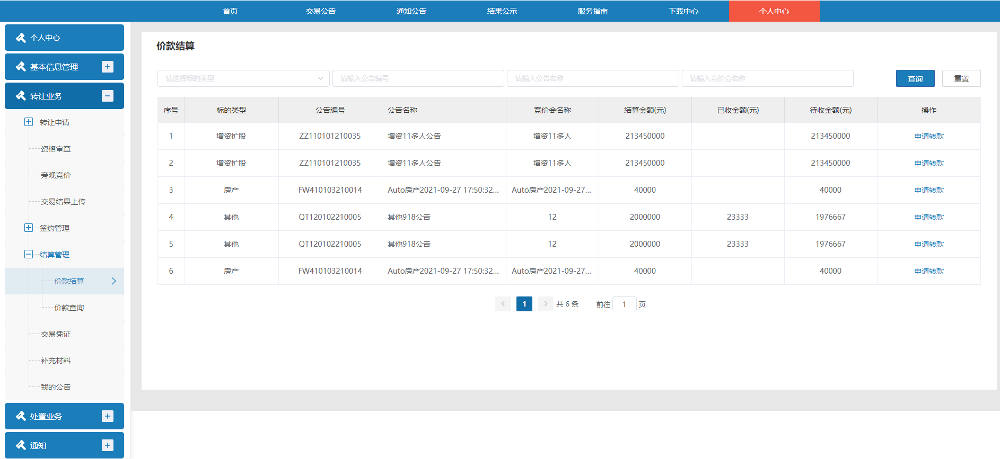 首页 交易公告 通知公告 结果公示 服务指南 下载中心 个人中心
个人中心
基本信息管理
转让业务
转让申请
资格审查
旁观竞价
交易结果上传
签约管理
结算管理
价款结算
价款查询
交易凭证
补充材料
我的公告
处置业务
通知
价款结算
请选择标的类型 请输入公告编号 请输入公告名称 请输入竞价会名称 查询 重置
序号 标的类型 公告编号 公告名称 竞价会名称 结算金额(元) 已收金额(元) 待收金额(元) 操作
1 增资扩股 ZZ110101210035 增资11多人公告 增资11多人 213450000 213450000 申请转款
2 增资扩股 ZZ110101210035 增资11多人公告 增资11多人 213450000 213450000 申请转款
3 房产 FW410103210014 Auto房产2021-09-27 17:50:32... Auto房产2021-09-27... 40000 40000 申请转款
4 其他 QT120102210005 其他918公告 12 2000000 23333 1976667 申请转款
5 其他 QT120102210005 其他918公告 12 2000000 23333 1976667 申请转款
6 房产 FW410103210014 Auto房产2021-09-27 17:50:32... Auto房产2021-09-27... 40000 40000 申请转款
1 共 6 条 前往 1 页